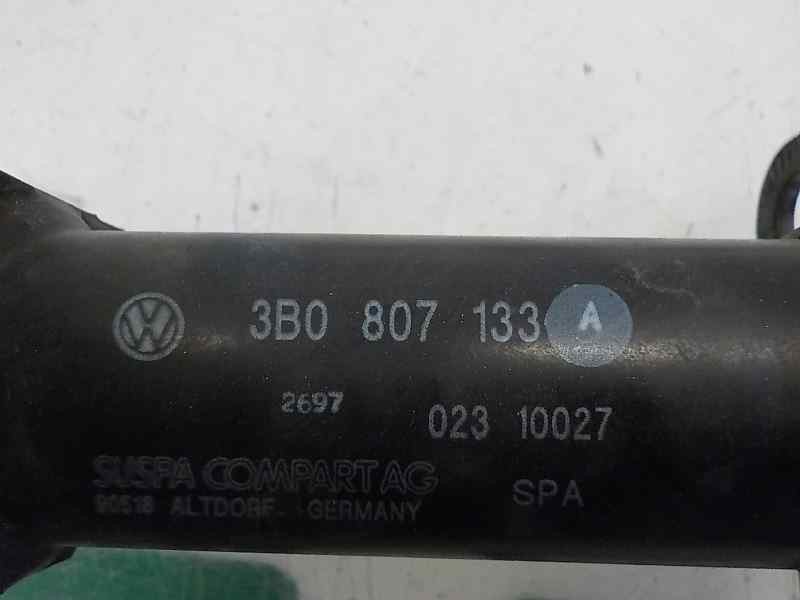 3B0 807 133 A
2697 023 10027
SUSPA COMPART AG SPA
90518 ALTDORF GERMANY